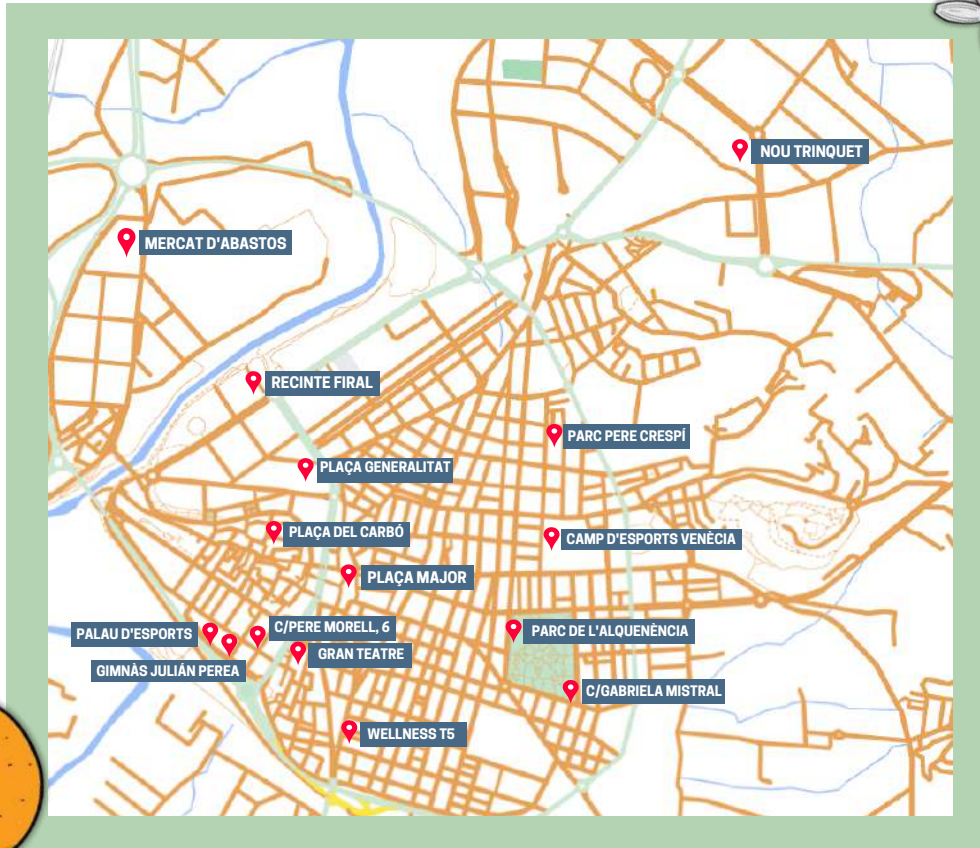 NOU TRINQUET
MERCAT D'ABASTOS
RECINTE FIRAL
PARC PERE CRESPÍ
PLAÇA GENERALITAT
PLAÇA DEL CARBÓ
CAMP D'ESPORTS VENÈCIA
PLAÇA MAJOR
C/PERE MORELL, 6
PALAU D'ESPORTS
PARC DE L'ALQUENÈNCIA
GRAN TEATRE
GIMNÀS JULIÁN PEREA
C/GABRIELA MISTRAL
WELLNESS T5